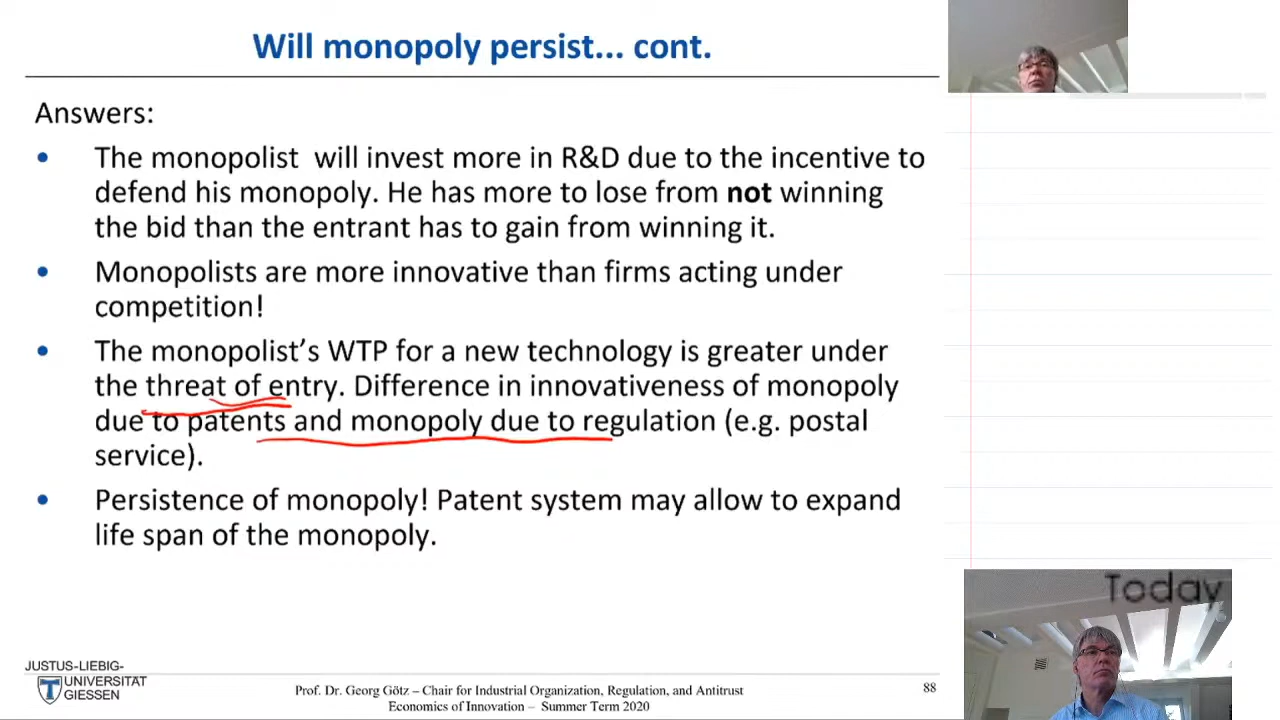 Will monopoly persist... cont.
Answers:
• The monopolist will invest more in R&D due to the incentive to
defend his monopoly. He has more to lose from not winning
the bid than the entrant has to gain from winning it.
• Monopolists are more innovative than firms acting under
competition!
• The monopolist's WTP for a new technology is greater under
the threat of entry. Difference in innovativeness of monopoly
due to patents and monopoly due to regulation (e.g. postal
service).
• Persistence of monopoly! Patent system may allow to expand
life span of the monopoly.
Today
JUSTUS-LIEBIG-
UNIVERSITAT
GIESSEN
Prof. Dr. Georg Götz – Chair for Industrial Organization, Regulation, and Antitrust
Economics of Innovation – Summer Term 2020
88